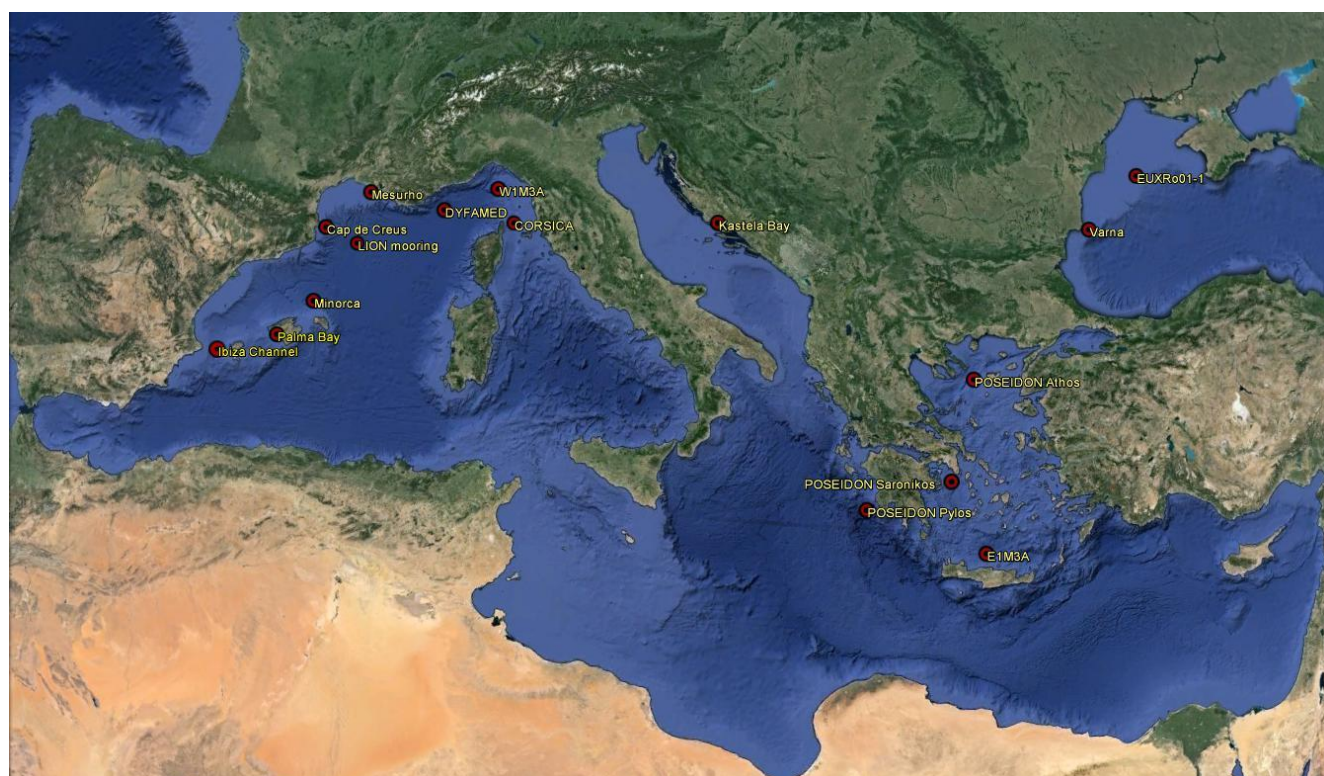 EUXRo01-1
Mesurho
W1M3A
DYFAMED
CORSICA
Kastela Bay
Cap de Creus
Varna
LION mooring
Minorca
Palma Bay
Ibiza Channel
POSEIDON Athos
POSEIDON Saronikos
POSEIDON Pylos
E1M3A